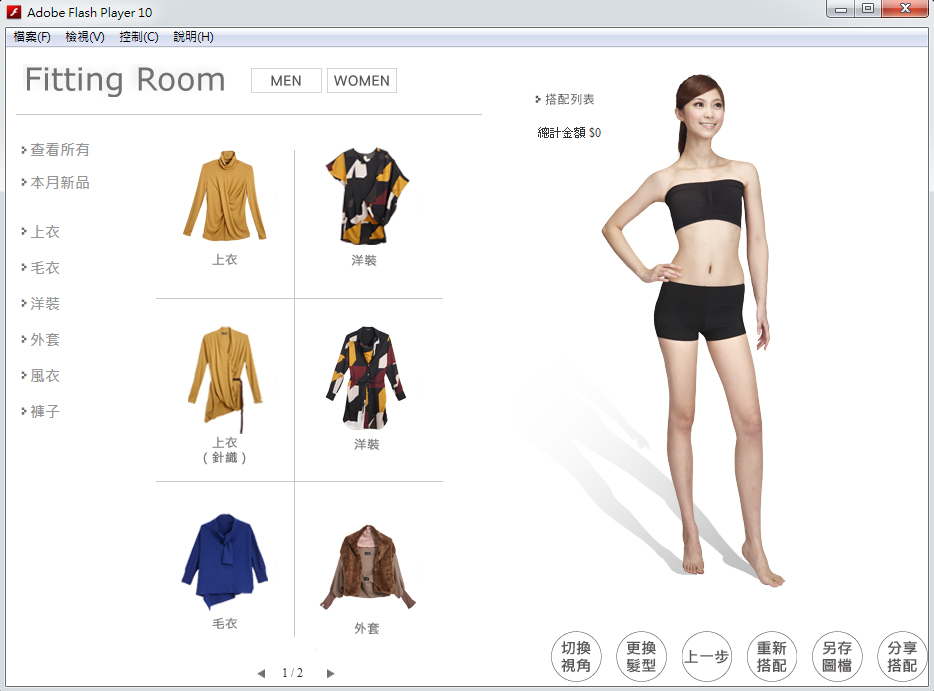 Adobe Flash Player 10
檔案(F) 檢視(V) 控制(C) 說明(H)
Fitting Room
MEN
WOMEN
查看所有
本月新品
上衣
毛衣
洋裝
外套
風衣
褲子
上衣
洋裝
上衣
( 針織 )
洋裝
毛衣
外套
1 / 2
搭配列表
總計金額 $0
切換
視角
更換
髮型
上一步
重新
搭配
另存
圖檔
分享
搭配